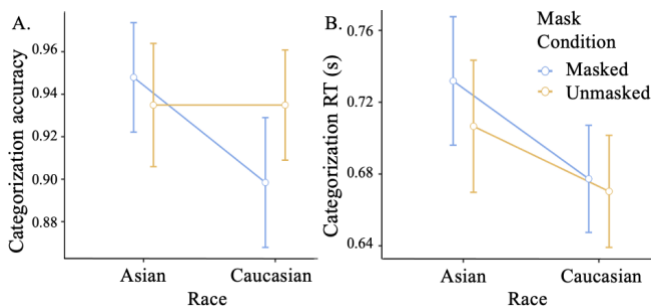 A.
Categorization accuracy
0.96
0.94
0.92
0.90
0.88
Asian
Caucasian
Race
B.
Categorization RT (s)
0.76
0.72
0.68
0.64
Asian
Caucasian
Race
Mask
Condition
Masked
Unmasked